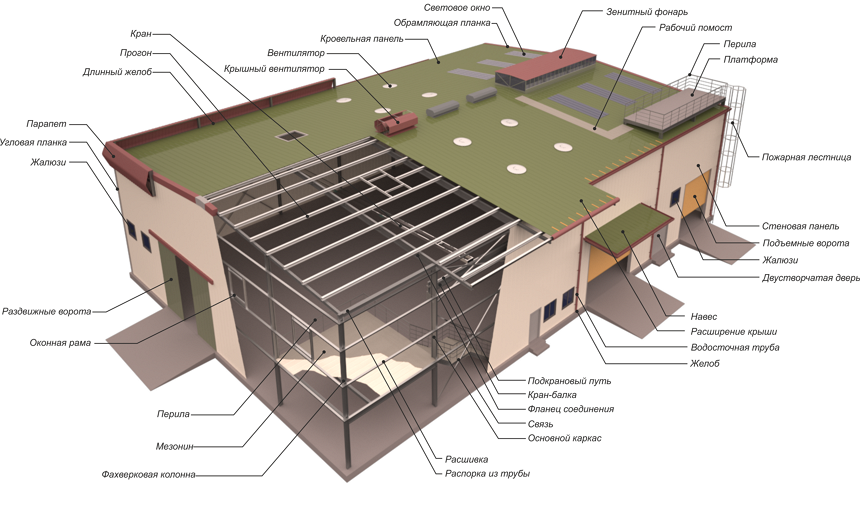 Световое окно
Обрамляющая планка
Кровельная панель
Вентилятор
Крышный вентилятор
Кран
Прогон
Длинный желоб
Парапет
Угловая планка
Жалюзи
Раздвижные ворота
Оконная рама
Перила
Мезонин
Фахверковая колонна
Зенитный фонарь
Рабочий помост
Перила
Платформа
Пожарная лестница
Стеновая панель
Подъемные ворота
Жалюзи
Двустворчатая дверь
Навес
Расширение крыши
Водосточная труба
Желоб
Подкрановый путь
Кран-балка
Фланец соединения
Связь
Основной каркас
Расшивка
Распорка из трубы